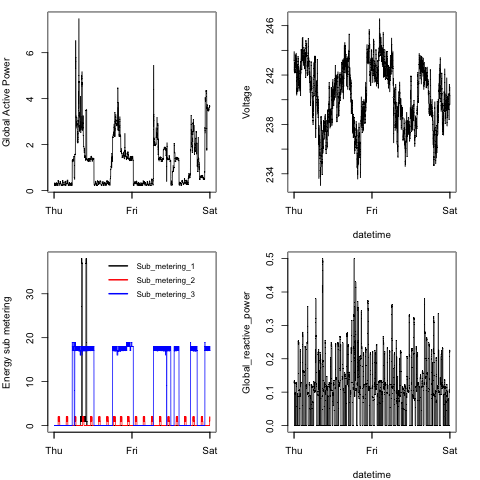 Global Active Power
6
4
2
0
Thu Fri Sat
Voltage
246
242
238
234
Thu Fri Sat
datetime
Energy sub metering
30
20
10
0
Sub_metering_1
Sub_metering_2
Sub_metering_3
Thu Fri Sat
Global_reactive_power
0.5
0.4
0.3
0.2
0.1
0.0
Thu Fri Sat
datetime